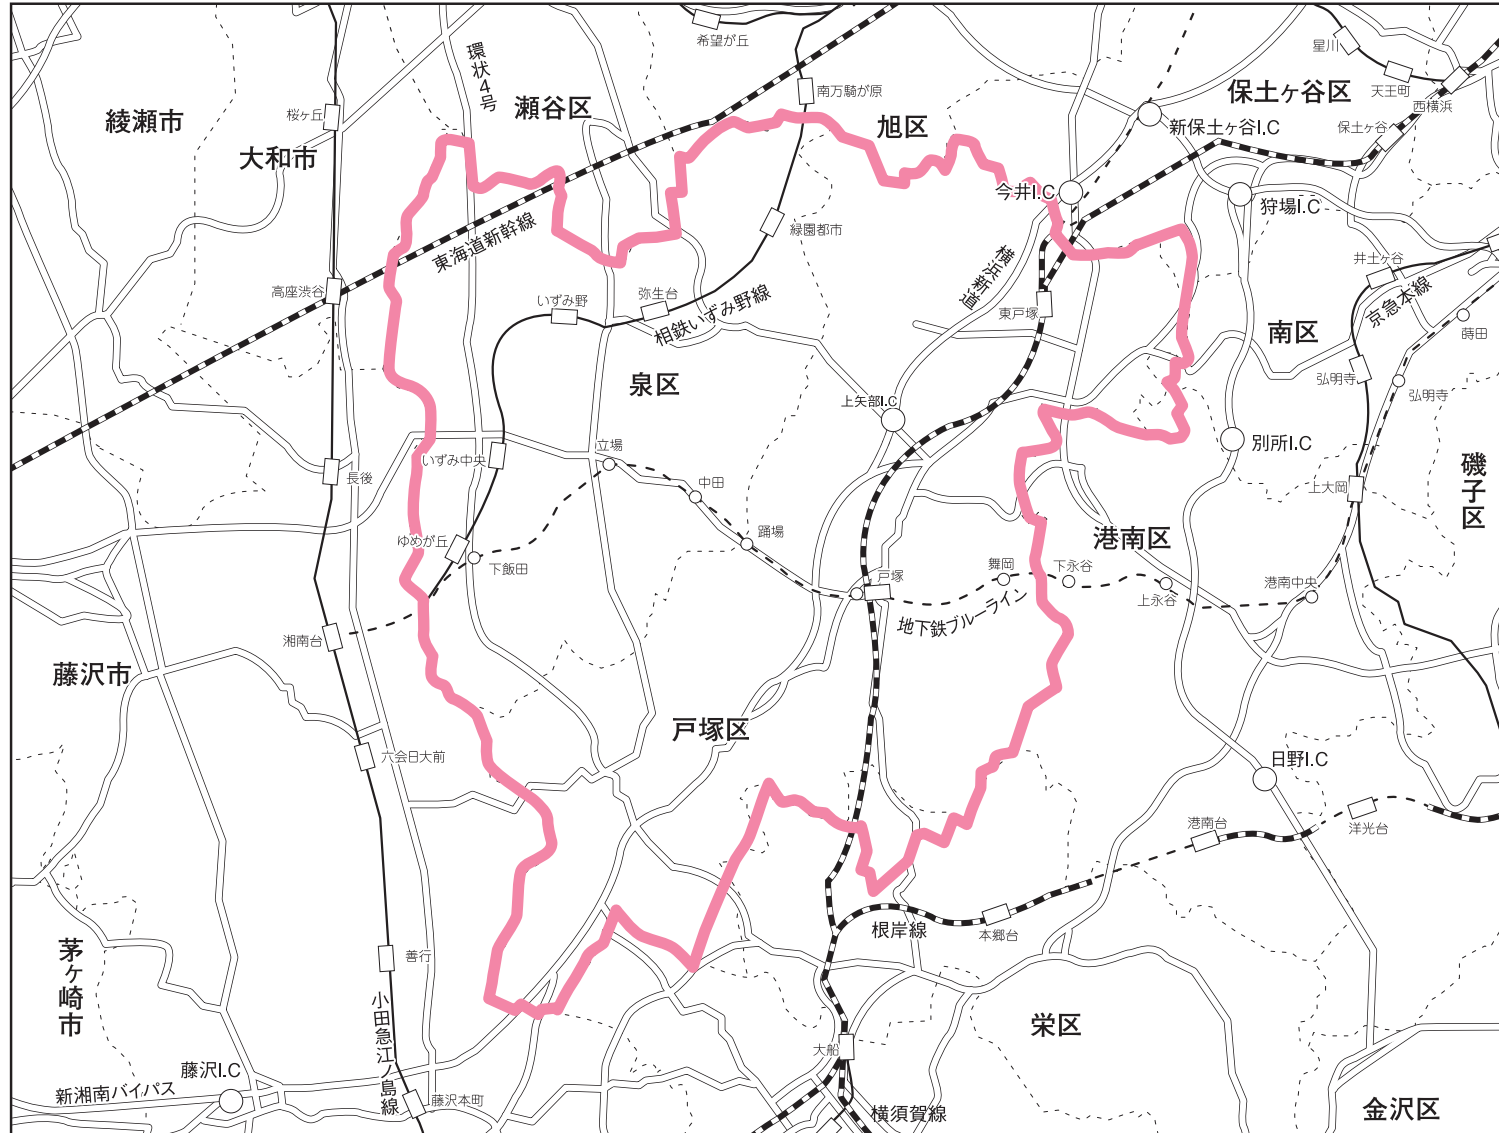 希望が丘
星川
環状4号
南万騎が原
保土ヶ谷区
天王町
西横浜
瀬谷区
綾瀬市
桜ヶ丘
旭区
新保土ヶ谷I.C
保土ヶ谷
大和市
今井I.C
狩場I.C
東海道新幹線
緑園都市
横浜新道
井土ヶ谷
高座渋谷
いずみ野
弥生台
相鉄いずみ野線
東戸塚
京急本線
南区
蒔田
泉区
弘明寺
弘明寺
上矢部I.C
立場
別所I.C
いずみ中央
長後
中田
上大岡
磯子区
踊場
港南区
ゆめが丘
下飯田
舞岡
下永谷
戸塚
上永谷
港南中央
地下鉄ブルーライン
湘南台
藤沢市
戸塚区
六会日大前
日野I.C
港南台
洋光台
根岸線
本郷台
茅ヶ崎市
善行
小田急江ノ島線
栄区
大船
藤沢I.C
新湘南バイパス
藤沢本町
横須賀線
金沢区